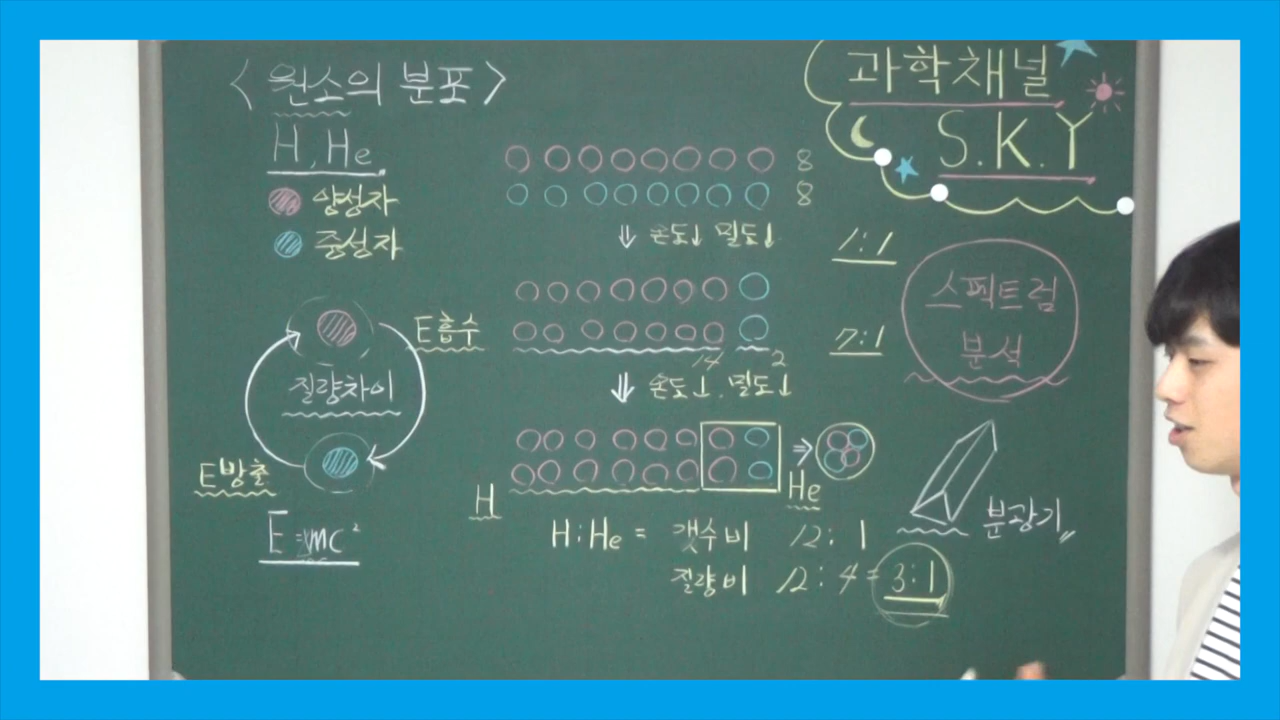 <원소의 분포>
H, He
양성자
중성자
E흡수
질량차이
E방출
E=mc²
8
8
⇓ 온도↓ 밀도↓
1:1
7:1
14 2
⇓ 온도↓. 밀도↓
⇒
H
He
H:He = 갯수비 12:1
질량비 12:4=3:1
과학채널
S.K.Y
스펙트럼
분석
분광기